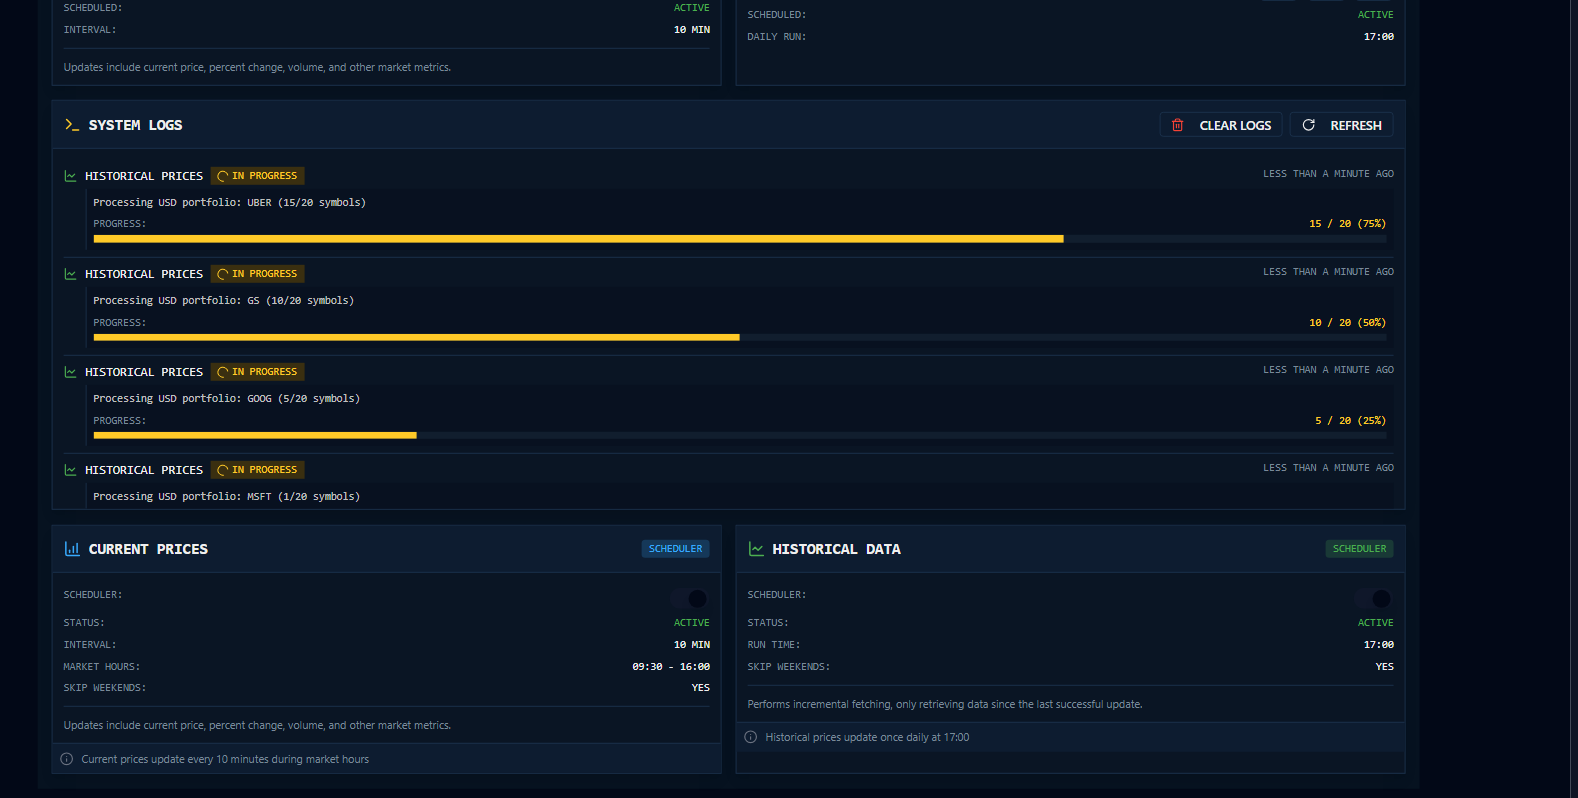 SCHEDULED: ACTIVE
INTERVAL: 10 MIN
Updates include current price, percent change, volume, and other market metrics.
SCHEDULED: ACTIVE
DAILY RUN: 17:00
SYSTEM LOGS CLEAR LOGS REFRESH
HISTORICAL PRICES IN PROGRESS LESS THAN A MINUTE AGO
Processing USD portfolio: UBER (15/20 symbols)
PROGRESS: 15 / 20 (75%)
HISTORICAL PRICES IN PROGRESS LESS THAN A MINUTE AGO
Processing USD portfolio: GS (10/20 symbols)
PROGRESS: 10 / 20 (50%)
HISTORICAL PRICES IN PROGRESS LESS THAN A MINUTE AGO
Processing USD portfolio: GOOG (5/20 symbols)
PROGRESS: 5 / 20 (25%)
HISTORICAL PRICES IN PROGRESS LESS THAN A MINUTE AGO
Processing USD portfolio: MSFT (1/20 symbols)
CURRENT PRICES SCHEDULER
SCHEDULER:
STATUS: ACTIVE
INTERVAL: 10 MIN
MARKET HOURS: 09:30 - 16:00
SKIP WEEKENDS: YES
Updates include current price, percent change, volume, and other market metrics.
Current prices update every 10 minutes during market hours
HISTORICAL DATA SCHEDULER
SCHEDULER:
STATUS: ACTIVE
RUN TIME: 17:00
SKIP WEEKENDS: YES
Performs incremental fetching, only retrieving data since the last successful update.
Historical prices update once daily at 17:00